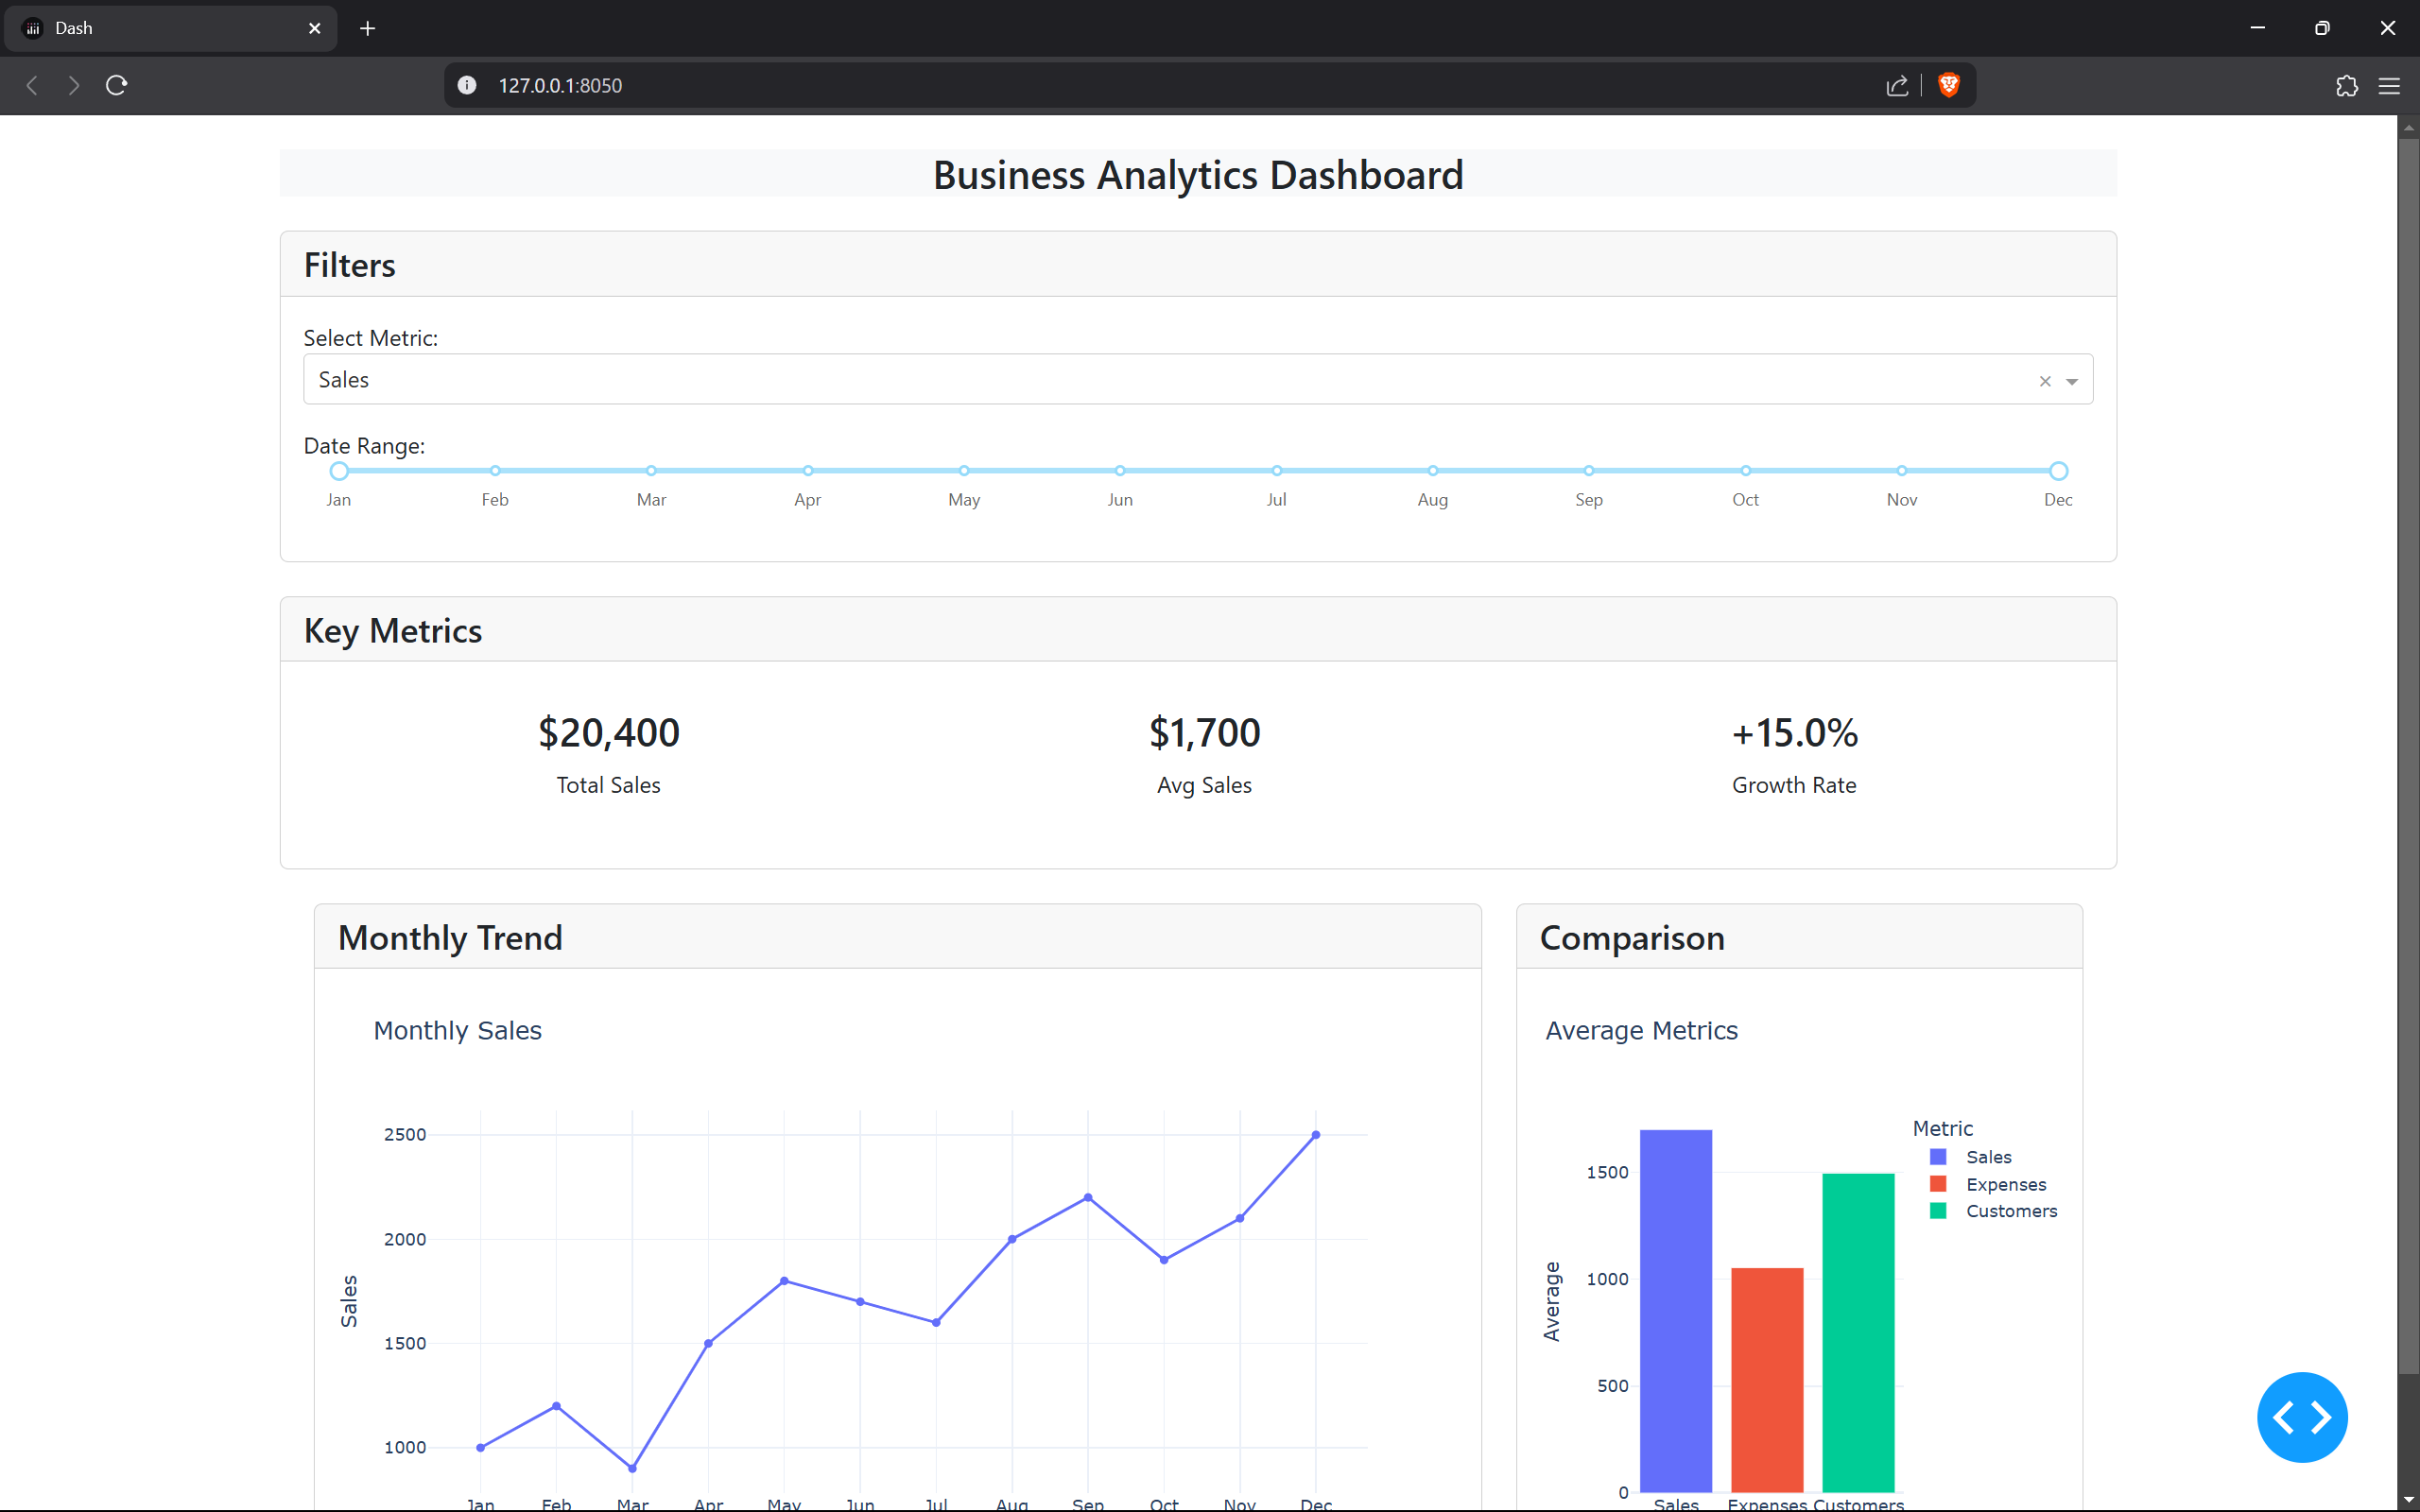 Dash
127.0.0.1:8050
Business Analytics Dashboard
Filters
Select Metric:
Sales
Date Range:
Jan Feb Mar Apr May Jun Jul Aug Sep Oct Nov Dec
Key Metrics
$20,400 $1,700 +15.0%
Total Sales Avg Sales Growth Rate
Monthly Trend
Monthly Sales
2500
2000
1500
1000
Sales
Jan Feb Mar Apr May Jun Jul Aug Sep Oct Nov Dec
Comparison
Average Metrics
Metric
Sales
Expenses
Customers
1500
1000
500
0
Average
Sales Expenses Customers